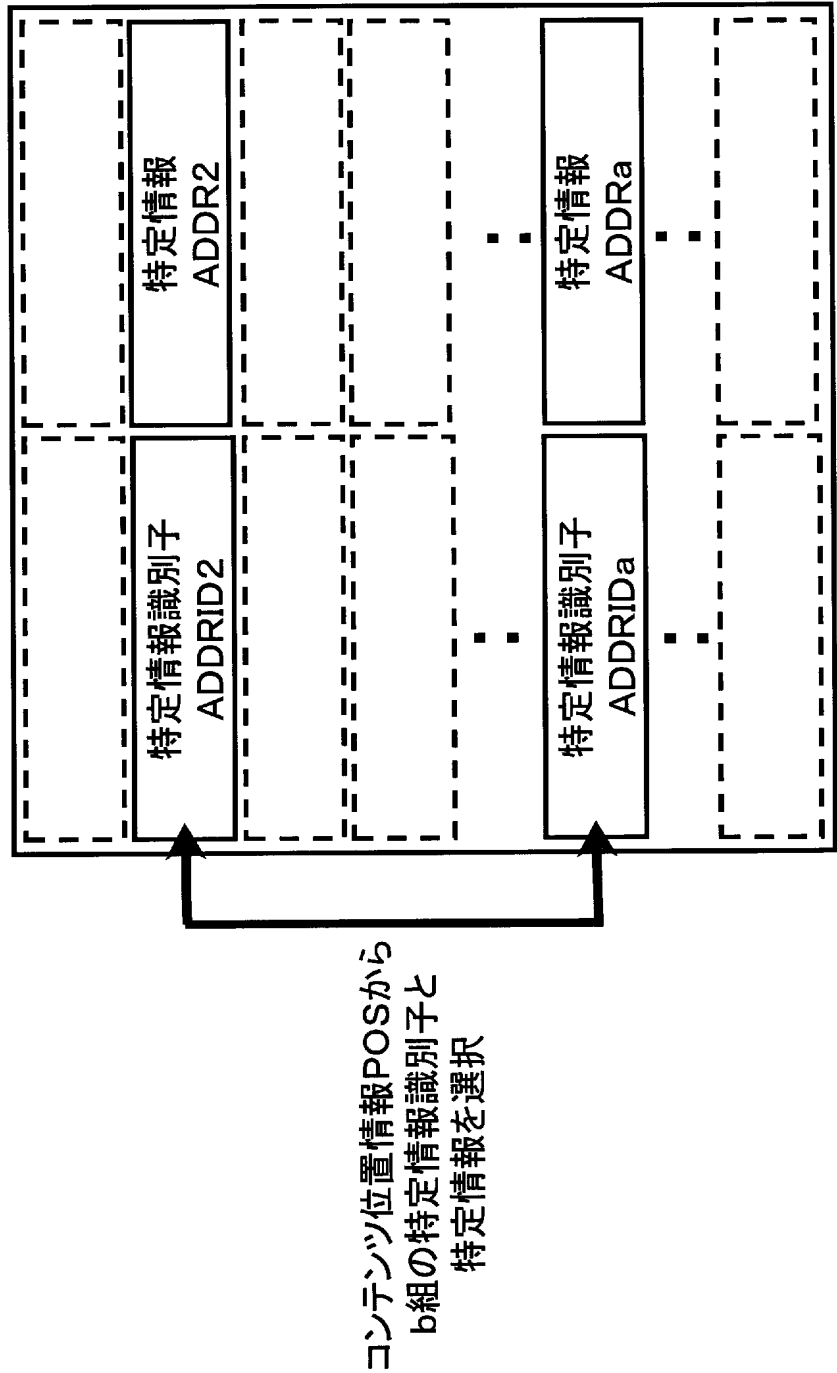 コンテンツ位置情報POSから
b組の特定情報識別子と
特定情報を選択
特定情報識別子
ADDRID2
特定情報
ADDR2
特定情報識別子
ADDRIDa
特定情報
ADDRa